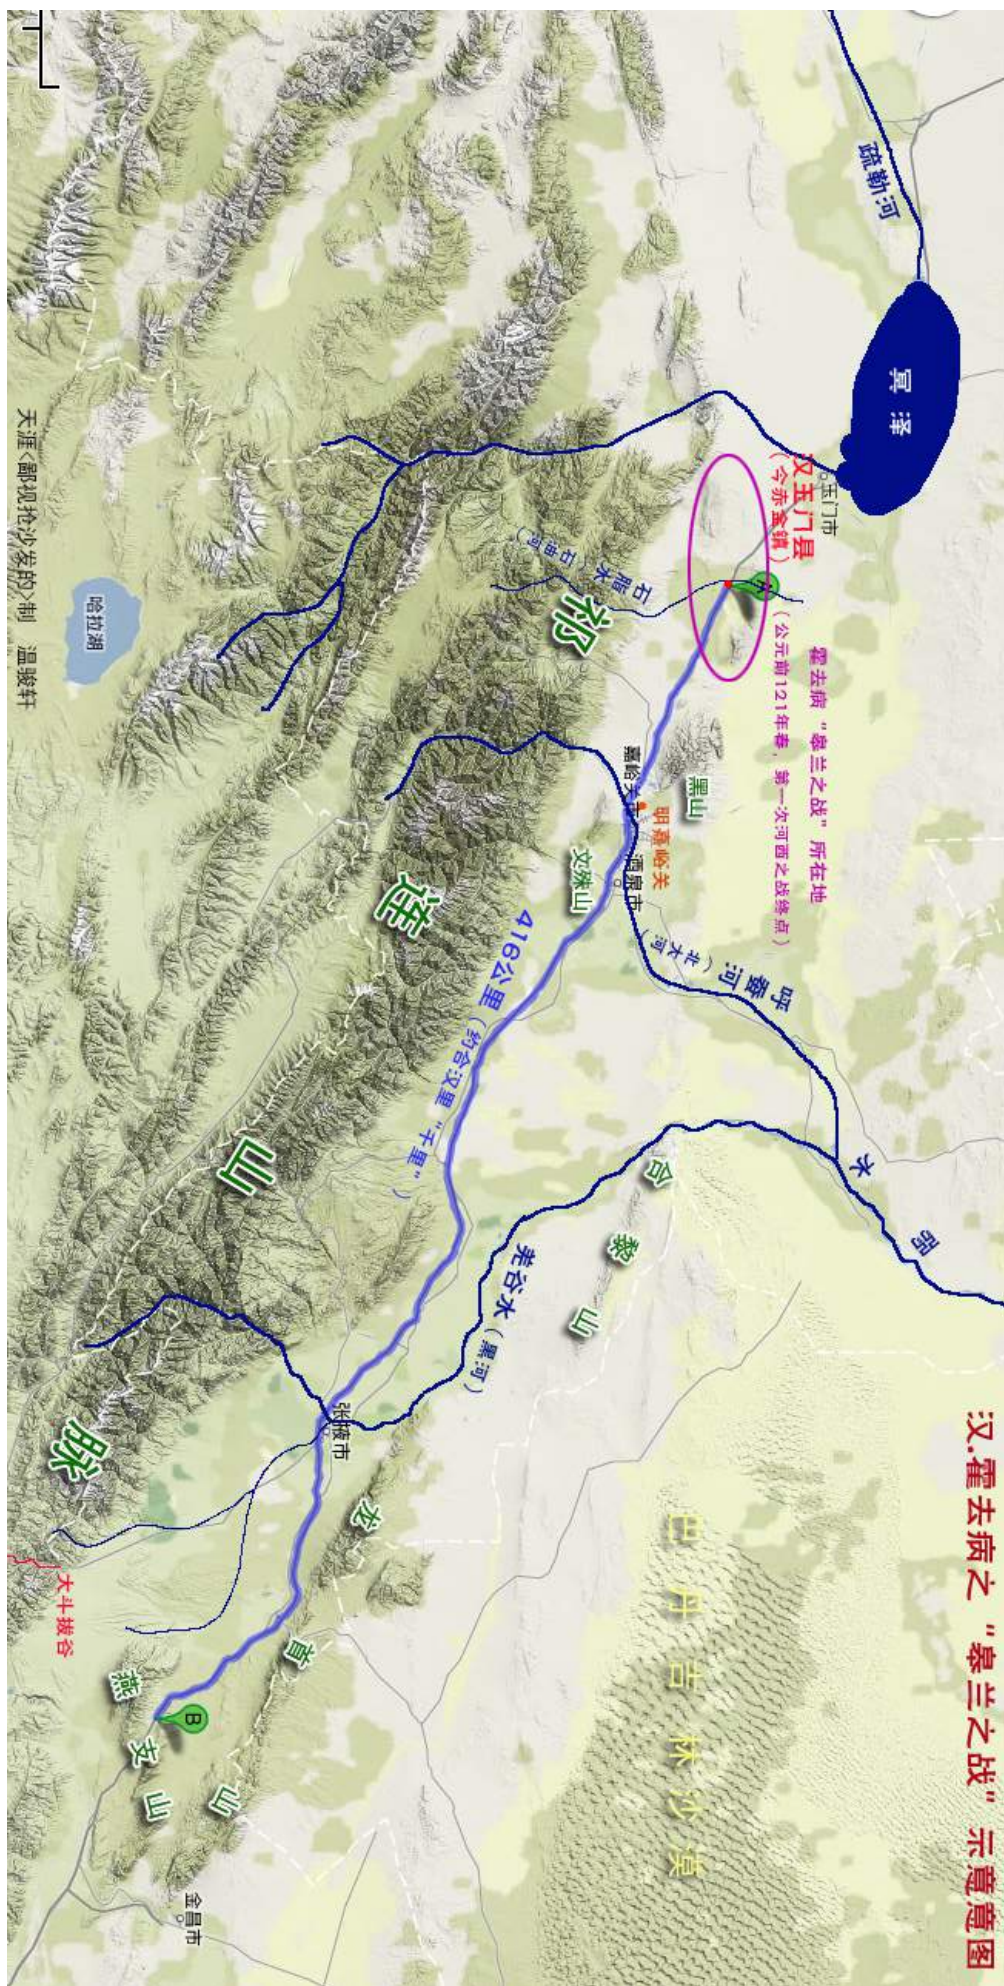 汉.霍去病之“皋兰之战”示意意图
疏勒河
冥泽
玉门市
汉玉门县
（今赤金镇）
A
霍去病“皋兰之战”所在地
（公元前121年春，第一次河西之战终点）
石脂水（石油河）
黑山
嘉峪关市
明嘉峪关
酒泉市
文殊山
呼蚕河（北大河）
弱水
416公里（约合汉里“千里”）
合黎山
羌谷水（黑河）
祁连山脉
张掖市
龙首山
巴丹吉林沙漠
大斗拔谷
燕支山
B
金昌市
哈拉湖
天涯<鄙视抢沙发的>制 温骏轩